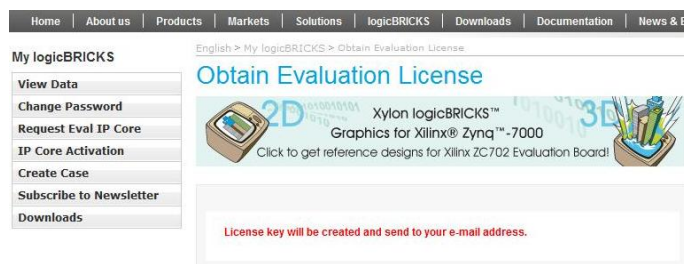 Home | About us | Products | Markets | Solutions | logicBRICKS | Downloads | Documentation | News &
My logicBRICKS
View Data
Change Password
Request Eval IP Core
IP Core Activation
Create Case
Subscribe to Newsletter
Downloads
English > My logicBRICKS > Obtain Evaluation License
Obtain Evaluation License
2D
Xylon logicBRICKS™
3D
Graphics for Xilinx® Zynq™-7000
Click to get reference designs for Xilinx ZC702 Evaluation Board!
License key will be created and send to your e-mail address.